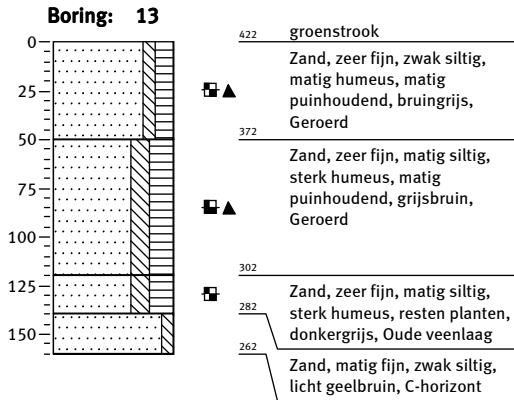 Boring: 13
0
25
50
75
100
125
150
422
groenstrook
Zand, zeer fijn, zwak siltig,
matig humeus, matig
puinhoudend, bruingrijs,
Geroerd
372
Zand, zeer fijn, matig siltig,
sterk humeus, matig
puinhoudend, grijsbruin,
Geroerd
302
Zand, zeer fijn, matig siltig,
sterk humeus, resten planten,
donkergrijs, Oude veenlaag
282
262
Zand, matig fijn, zwak siltig,
licht geelbruin, C-horizont